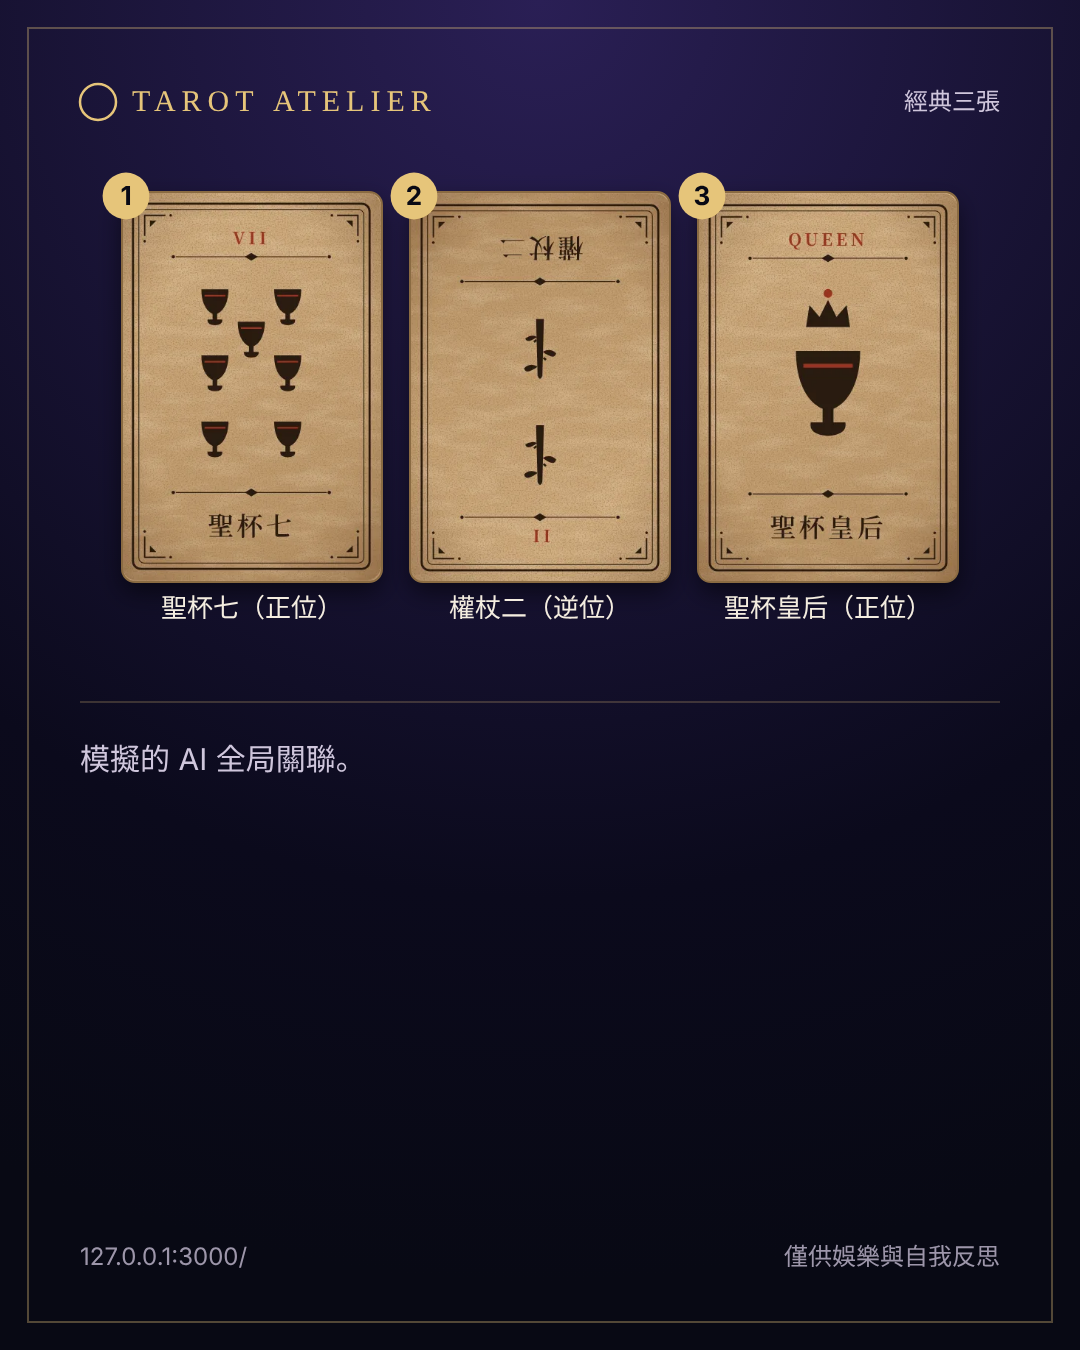 TAROT ATELIER
經典三張
1
2
3
VII
權杖二
QUEEN
聖杯七
II
聖杯皇后
聖杯七（正位）
權杖二（逆位）
聖杯皇后（正位）
模擬的 AI 全局關聯。
127.0.0.1:3000/
僅供娛樂與自我反思